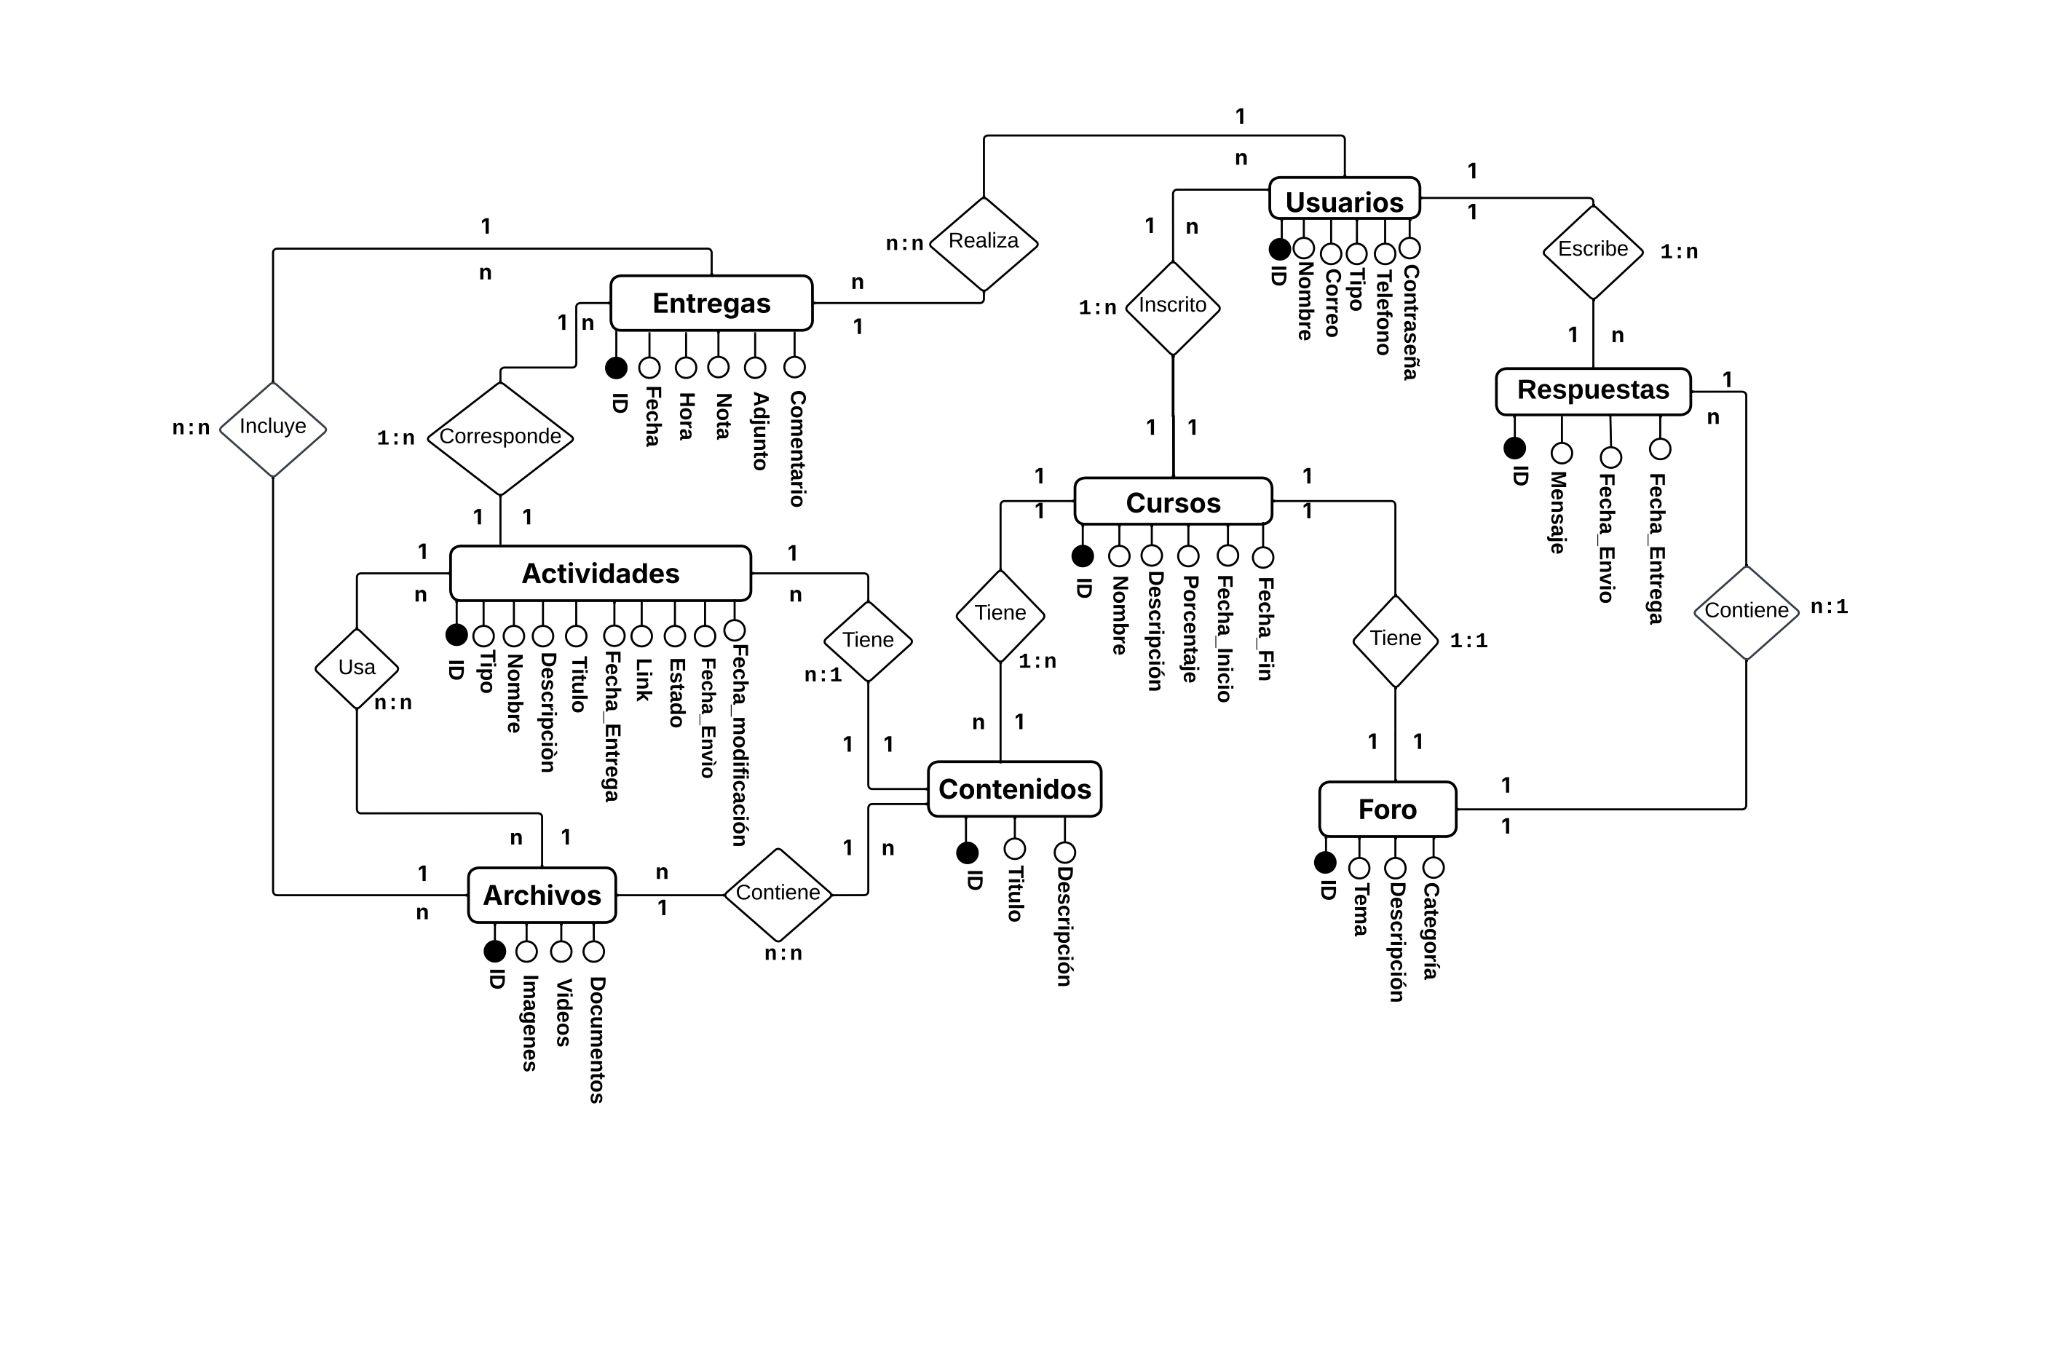 1
n
Usuarios
ID
Nombre
Correo
Tipo
Telefono
Contraseña
1
1
Escribe
1:n
1 n
Respuestas
ID
Mensaje
Fecha_Envio
Fecha_Entrega
1
n
Contiene
n:1
n:n
Realiza
n
1
1 n
1:n
Inscrito
1 1
1
n
Entregas
ID
Fecha
Hora
Nota
Adjunto
Comentario
1 n
1:n
Corresponde
1 1
n:n
Incluye
Actividades
ID
Tipo
Nombre
Descripciòn
Titulo
Fecha_Entrega
Link
Estado
Fecha_Envìo
Fecha_modificación
1
n
Usa
n:n
n 1
1
n
Tiene
n:1
1 1
Cursos
ID
Nombre
Descripción
Porcentaje
Fecha_Inicio
Fecha_Fin
1
1
Tiene
1:n
n 1
1
1
Tiene
1:1
1 1
Contenidos
ID
Titulo
Descripción
Foro
ID
Tema
Descripción
Categoría
1
1
1 n
Contiene
n:n
n
1
1
n
Archivos
ID
Imagenes
Videos
Documentos